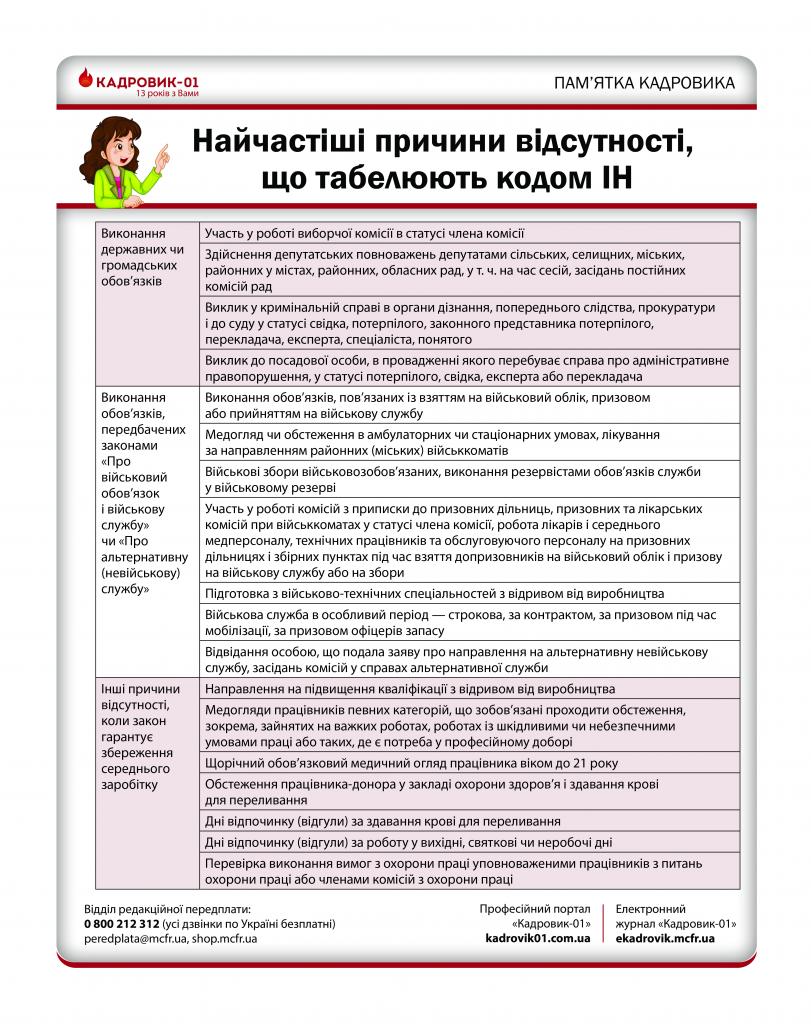 КАДРОВИК-01
13 років з Вами
ПАМ’ЯТКА КАДРОВИКА
Найчастіші причини відсутності,
що табелюють кодом ІН
Виконання
державних чи
громадських
обов’язків
Участь у роботі виборчої комісії в статусі члена комісії
Здійснення депутатських повноважень депутатами сільських, селищних, міських,
районних у містах, районних, обласних рад, у т. ч. на час сесій, засідань постійних
комісій рад
Виклик у кримінальній справі в органи дізнання, попереднього слідства, прокуратури
і до суду у статусі свідка, потерпілого, законного представника потерпілого,
перекладача, експерта, спеціаліста, понятого
Виклик до посадової особи, в провадженні якого перебуває справа про адміністративне
правопорушення, у статусі потерпілого, свідка, експерта або перекладача
Виконання
обов’язків,
передбачених
законами
«Про
військовий
обов’язок
і військову
службу»
чи «Про
альтернативну
(невійськову)
службу»
Виконання обов’язків, пов’язаних із взяттям на військовий облік, призовом
або прийняттям на військову службу
Медогляд чи обстеження в амбулаторних чи стаціонарних умовах, лікування
за направленням районних (міських) військкоматів
Військові збори військовозобов’язаних, виконання резервістами обов’язків служби
у військовому резерві
Участь у роботі комісій з приписки до призовних дільниць, призовних та лікарських
комісій при військкоматах у статусі члена комісії, робота лікарів і середнього
медперсоналу, технічних працівників та обслуговуючого персоналу на призовних
дільницях і збірних пунктах під час взяття допризовників на військовий облік і призову
на військову службу або на збори
Підготовка з військово-технічних спеціальностей з відривом від виробництва
Військова служба в особливий період — строкова, за контрактом, за призовом під час
мобілізації, за призовом офіцерів запасу
Відвідання особою, що подала заяву про направлення на альтернативну невійськову
службу, засідань комісій у справах альтернативної служби
Інші причини
відсутності,
коли закон
гарантує
збереження
середнього
заробітку
Направлення на підвищення кваліфікації з відривом від виробництва
Медогляди працівників певних категорій, що зобов’язані проходити обстеження,
зокрема, зайнятих на важких роботах, роботах із шкідливими чи небезпечними
умовами праці або таких, де є потреба у професійному доборі
Щорічний обов’язковий медичний огляд працівника віком до 21 року
Обстеження працівника-донора у закладі охорони здоров’я і здавання крові
для переливання
Дні відпочинку (відгули) за здавання крові для переливання
Дні відпочинку (відгули) за роботу у вихідні, святкові чи неробочі дні
Перевірка виконання вимог з охорони праці уповноваженими працівників з питань
охорони праці або членами комісій з охорони праці
Відділ редакційної передплати:
0 800 212 312 (усі дзвінки по Україні безплатні)
peredplata@mcfr.ua, shop.mcfr.ua
Професійний портал
«Кадровик-01»
kadrovik01.com.ua
Електронний
журнал «Кадровик-01»
ekadrovik.mcfr.ua